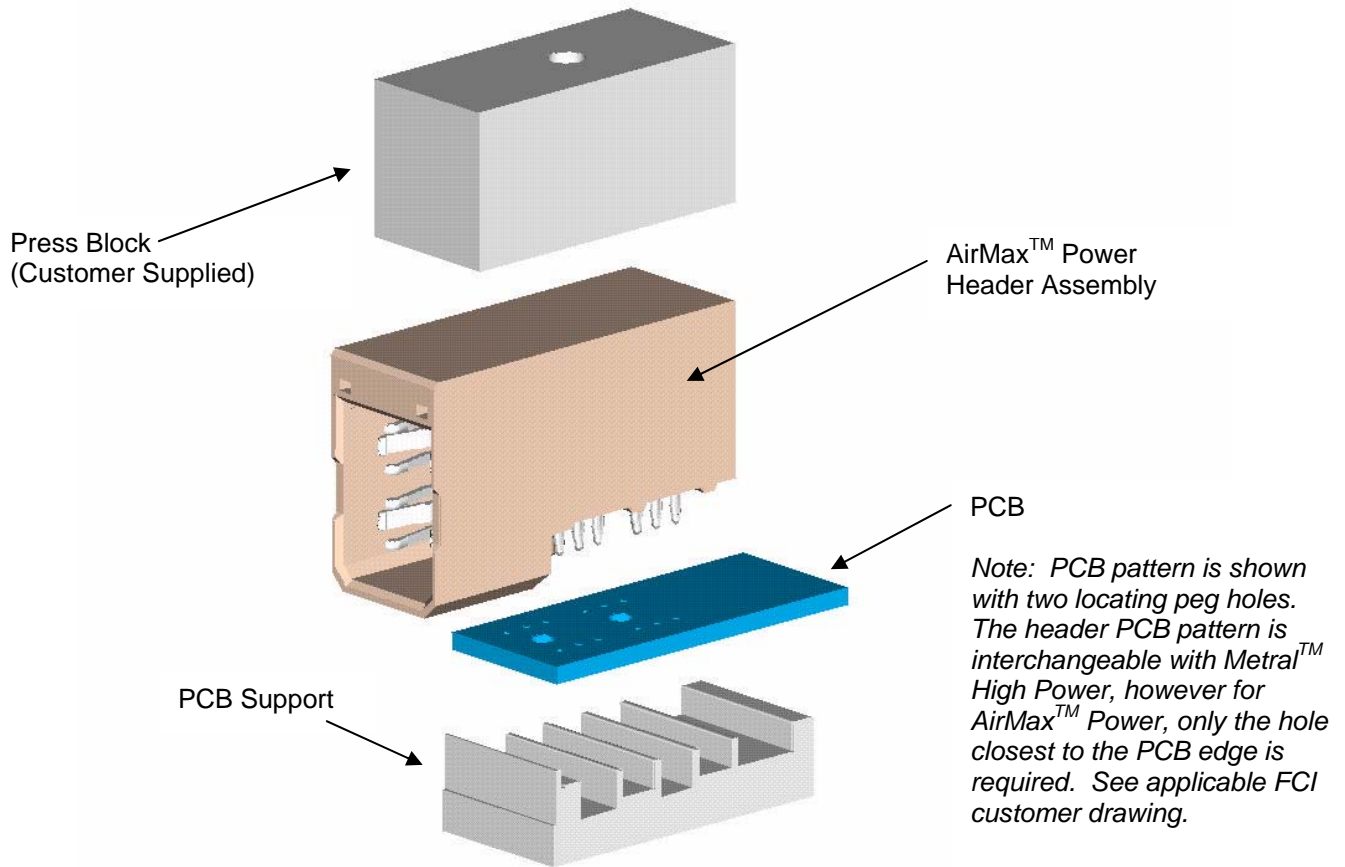 Press Block
(Customer Supplied)
AirMax™ Power
Header Assembly
PCB
Note: PCB pattern is shown
with two locating peg holes.
The header PCB pattern is
interchangeable with Metral™
High Power, however for
AirMax™ Power, only the hole
closest to the PCB edge is
required. See applicable FCI
customer drawing.
PCB Support